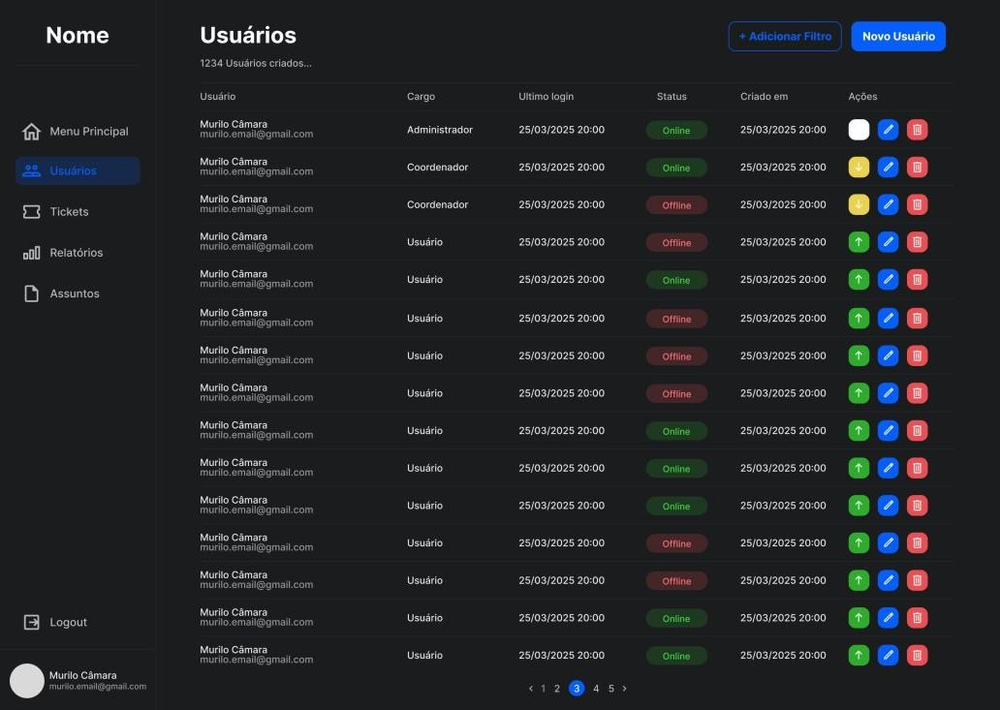 Nome
Menu Principal
Usuários
Tickets
Relatórios
Assuntos
Logout
Murilo Câmara
murilo.email@gmail.com
Usuários
1234 Usuários criados...
+ Adicionar Filtro
Novo Usuário
Usuário Cargo Ultimo login Status Criado em Ações
Murilo Câmara
murilo.email@gmail.com
Administrador 25/03/2025 20:00 Online 25/03/2025 20:00
Murilo Câmara
murilo.email@gmail.com
Coordenador 25/03/2025 20:00 Online 25/03/2025 20:00
Murilo Câmara
murilo.email@gmail.com
Coordenador 25/03/2025 20:00 Offline 25/03/2025 20:00
Murilo Câmara
murilo.email@gmail.com
Usuário 25/03/2025 20:00 Offline 25/03/2025 20:00
Murilo Câmara
murilo.email@gmail.com
Usuário 25/03/2025 20:00 Online 25/03/2025 20:00
Murilo Câmara
murilo.email@gmail.com
Usuário 25/03/2025 20:00 Offline 25/03/2025 20:00
Murilo Câmara
murilo.email@gmail.com
Usuário 25/03/2025 20:00 Offline 25/03/2025 20:00
Murilo Câmara
murilo.email@gmail.com
Usuário 25/03/2025 20:00 Offline 25/03/2025 20:00
Murilo Câmara
murilo.email@gmail.com
Usuário 25/03/2025 20:00 Online 25/03/2025 20:00
Murilo Câmara
murilo.email@gmail.com
Usuário 25/03/2025 20:00 Online 25/03/2025 20:00
Murilo Câmara
murilo.email@gmail.com
Usuário 25/03/2025 20:00 Online 25/03/2025 20:00
Murilo Câmara
murilo.email@gmail.com
Usuário 25/03/2025 20:00 Offline 25/03/2025 20:00
Murilo Câmara
murilo.email@gmail.com
Usuário 25/03/2025 20:00 Offline 25/03/2025 20:00
Murilo Câmara
murilo.email@gmail.com
Usuário 25/03/2025 20:00 Online 25/03/2025 20:00
Murilo Câmara
murilo.email@gmail.com
Usuário 25/03/2025 20:00 Online 25/03/2025 20:00
‹ 1 2 3 4 5 ›